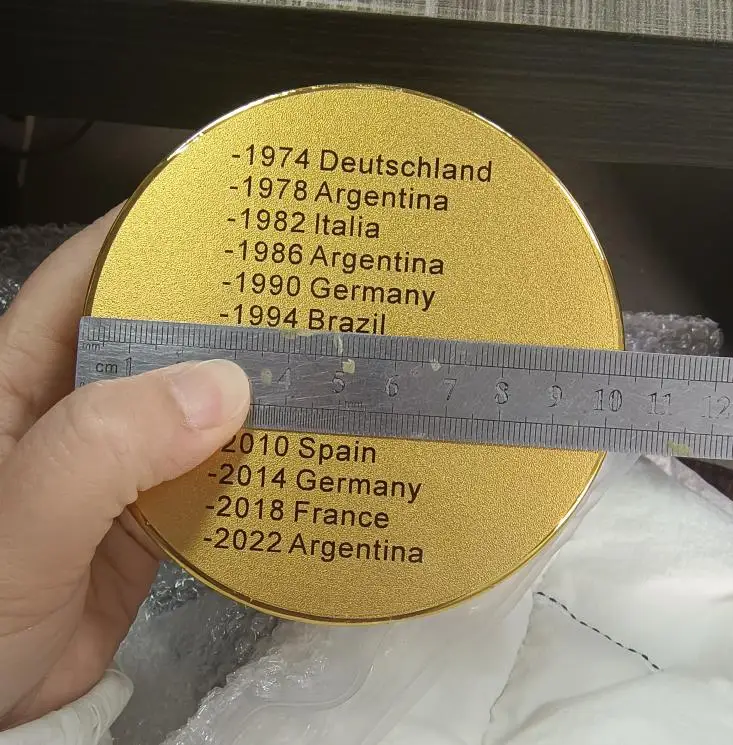 -1974 Deutschland
-1978 Argentina
-1982 Italia
-1986 Argentina
-1990 Germany
-1994 Brazil
cm 1 4 5 6 7 8 9 10 11 12
-2010 Spain
-2014 Germany
-2018 France
-2022 Argentina